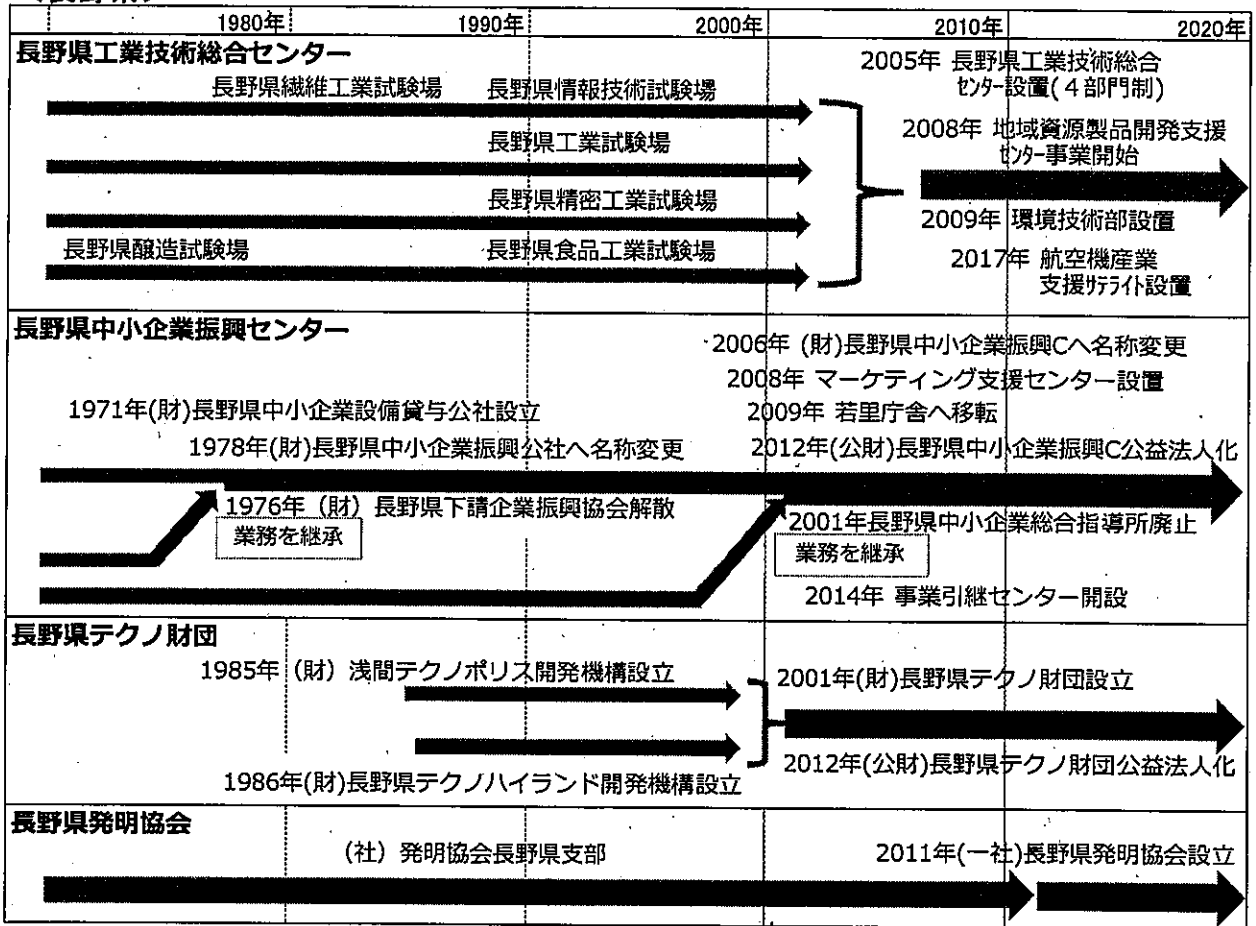 1980年 1990年 2000年 2010年 2020年
長野県工業技術総合センター
2005年 長野県工業技術総合
センター設置(4部門制)
長野県繊維工業試験場 長野県情報技術試験場
2008年 地域資源製品開発支援
センター事業開始
長野県工業試験場
長野県精密工業試験場
2009年 環境技術部設置
長野県醸造試験場 長野県食品工業試験場
2017年 航空機産業
支援サテライト設置
長野県中小企業振興センター
2006年 (財)長野県中小企業振興Cへ名称変更
2008年 マーケティング支援センター設置
1971年(財)長野県中小企業設備貸与公社設立
2009年 若里庁舎へ移転
1978年(財)長野県中小企業振興公社へ名称変更
2012年(公財)長野県中小企業振興C公益法人化
1976年（財）長野県下請企業振興協会解散
業務を継承
2001年長野県中小企業総合指導所廃止
業務を継承
2014年 事業引継センター開設
長野県テクノ財団
1985年（財）浅間テクノポリス開発機構設立
2001年(財)長野県テクノ財団設立
1986年(財)長野県テクノハイランド開発機構設立
2012年(公財)長野県テクノ財団公益法人化
長野県発明協会
（社）発明協会長野県支部
2011年(一社)長野県発明協会設立